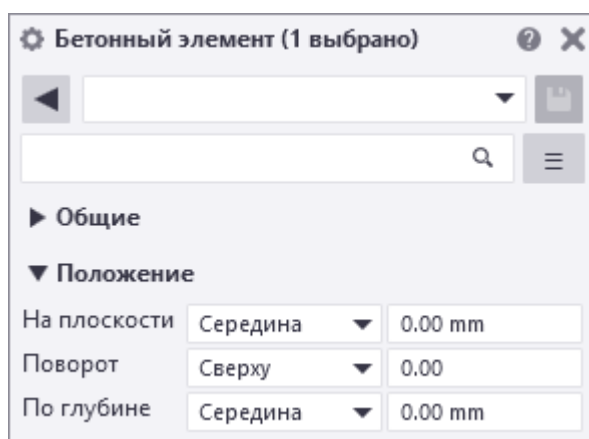 Бетонный элемент (1 выбрано)
Общие
Положение
На плоскости Середина 0.00 mm
Поворот Сверху 0.00
По глубине Середина 0.00 mm